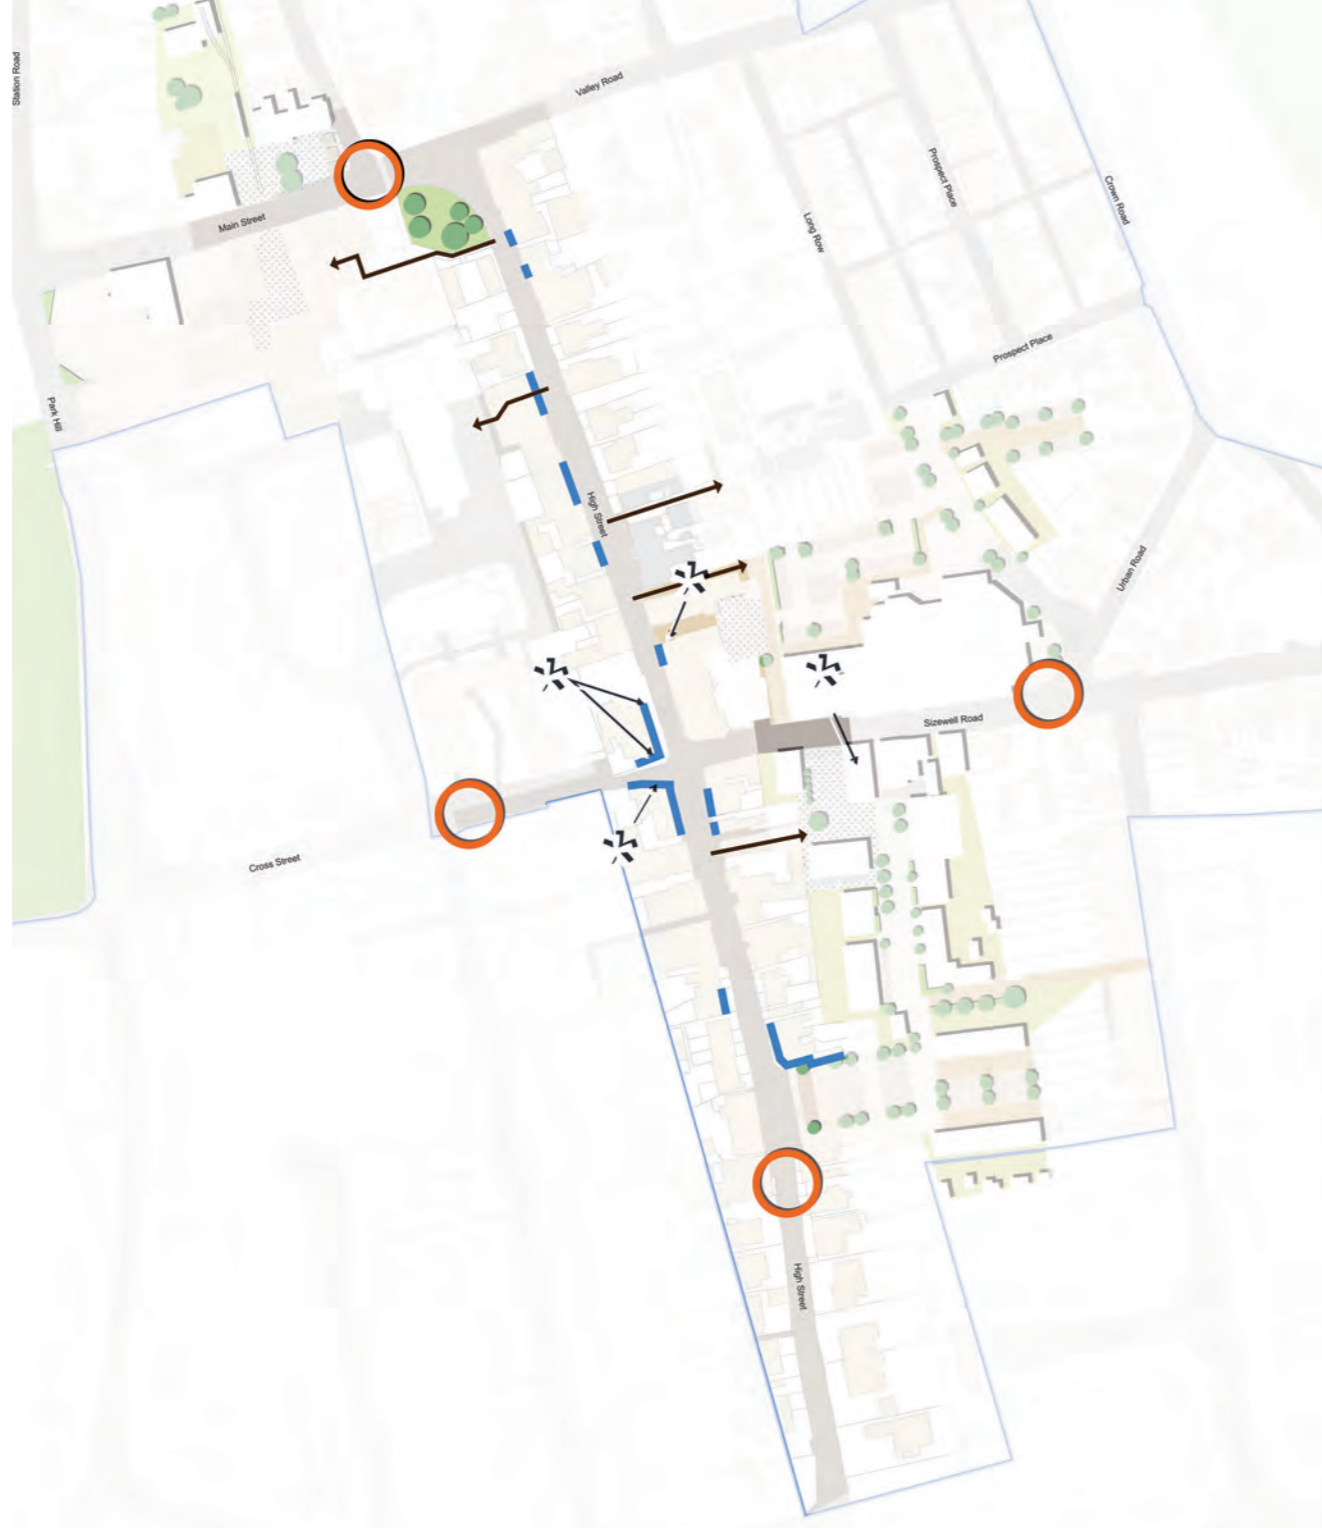 Station Road
Valley Road
Main Street
Prospect Place
Crown Road
Long Row
Prospect Place
Park Hill
High Street
Urban Road
Sizewell Road
Cross Street
High Street